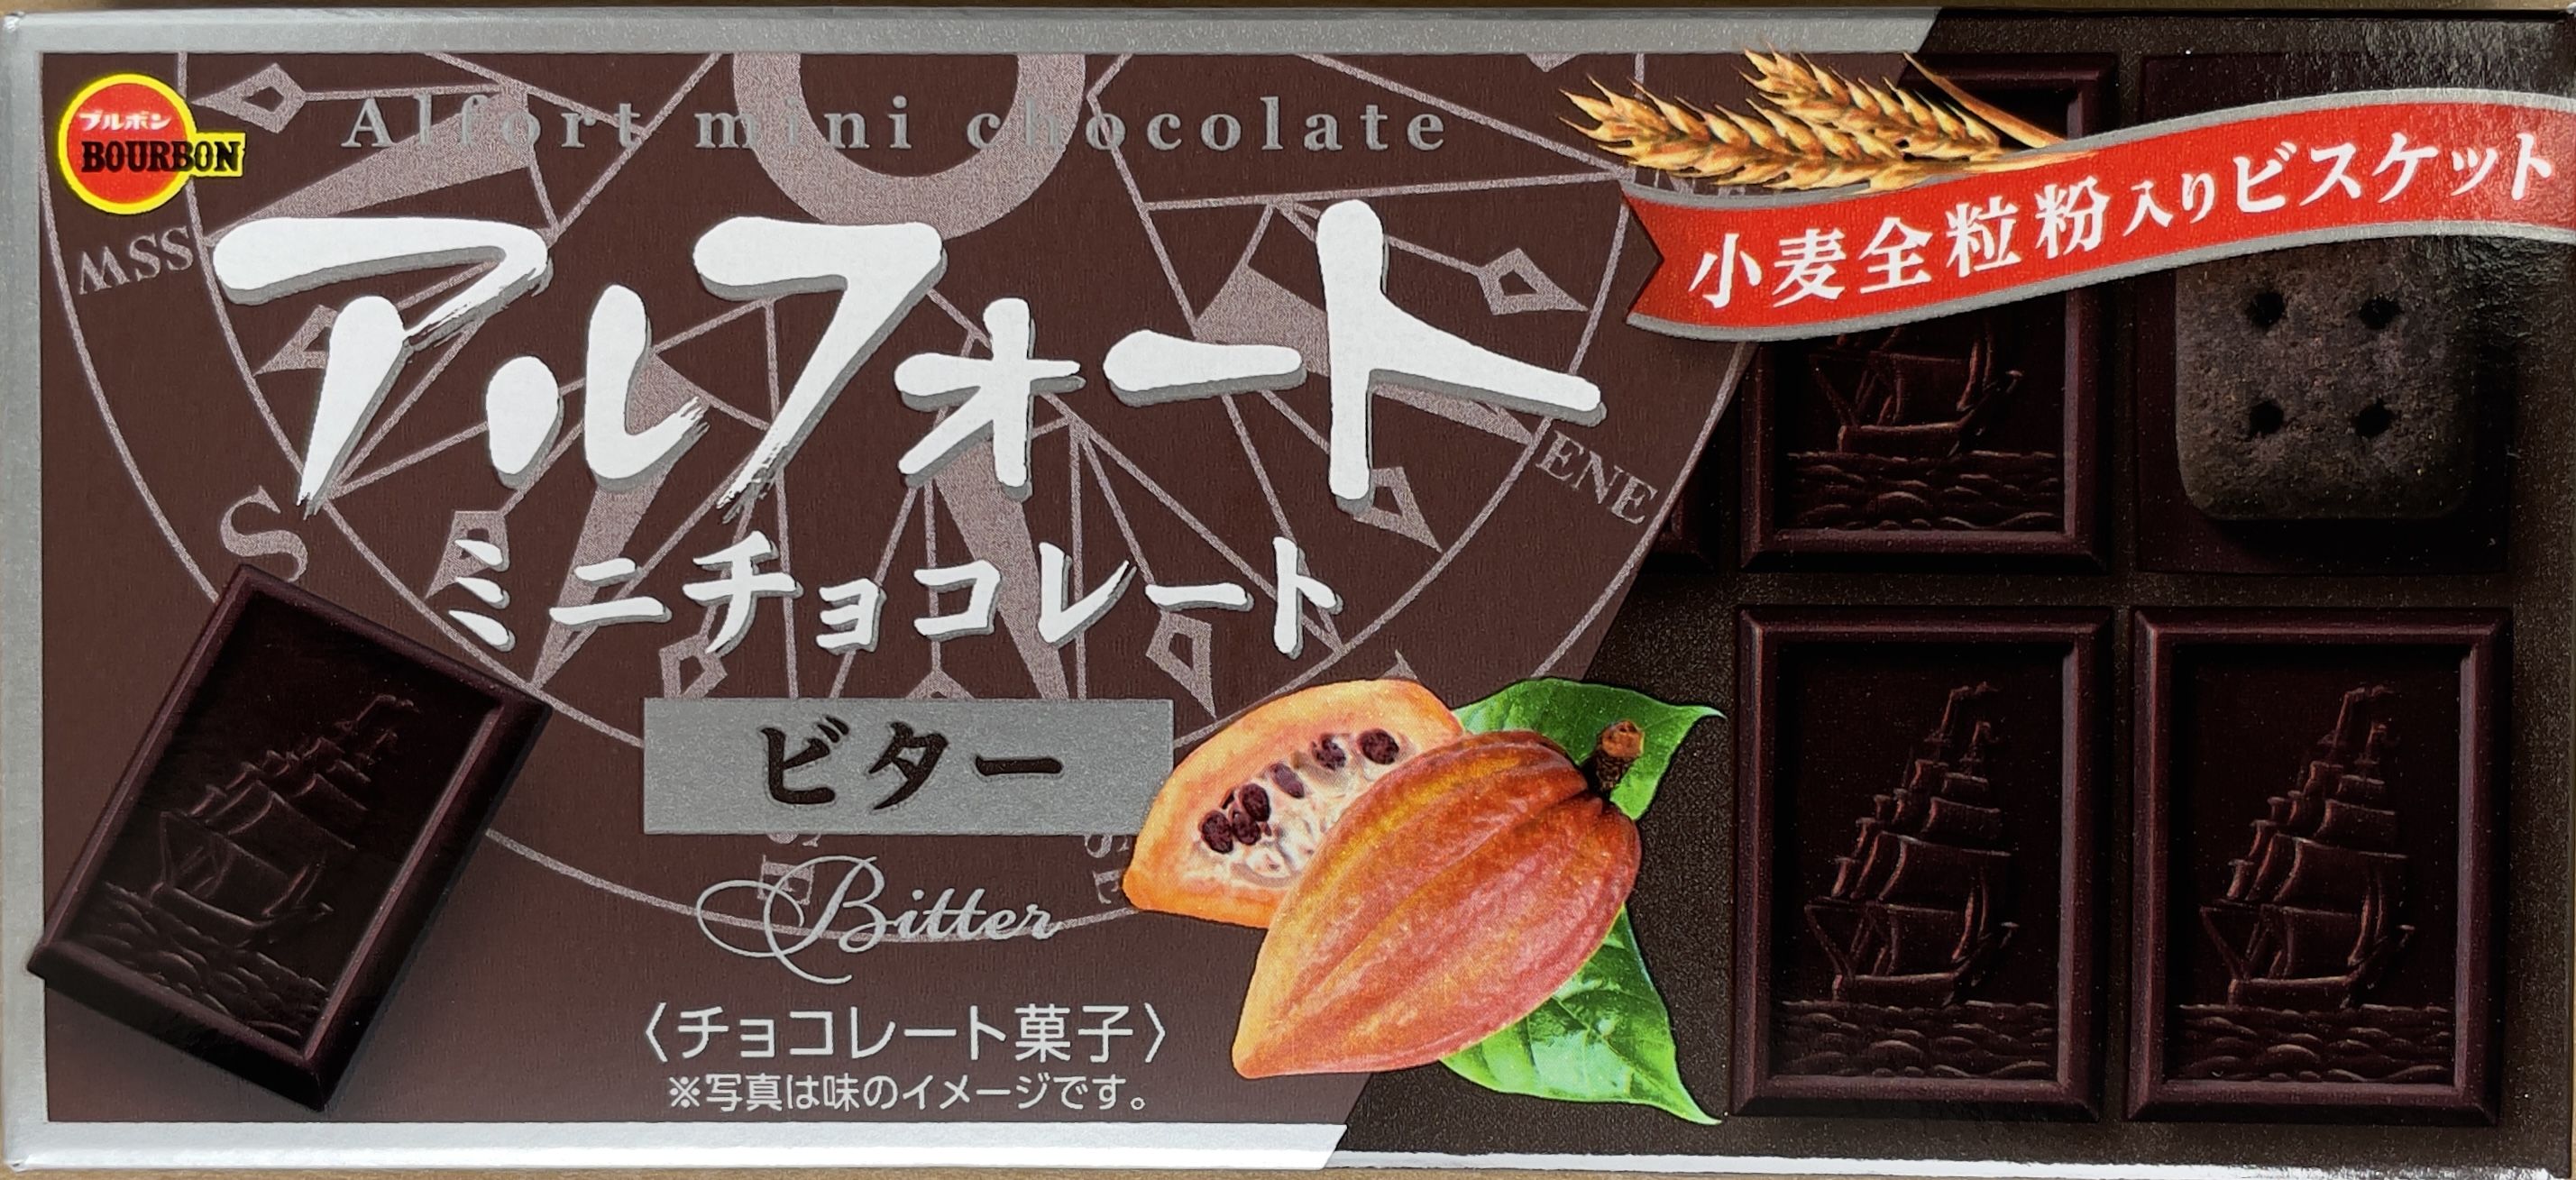 ブルボン
BOURBON
Alfort mini chocolate
小麦全粒粉入りビスケット
アルフォート
SSW
ENE
S
ミニチョコレート
ビター
Bitter
〈チョコレート菓子〉
※写真は味のイメージです。